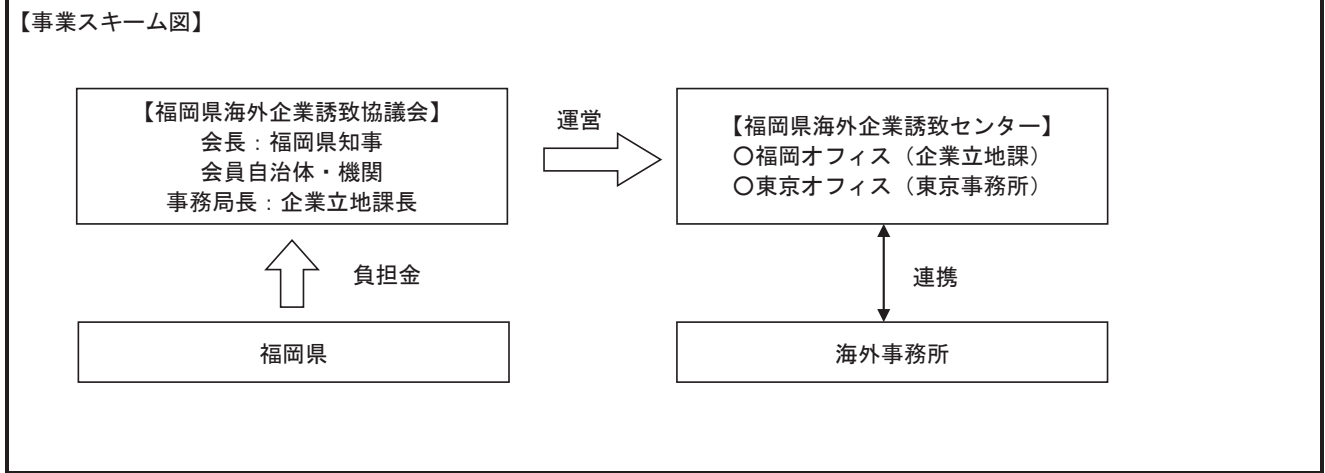 【事業スキーム図】
【福岡県海外企業誘致協議会】
会長：福岡県知事
会員自治体・機関
事務局長：企業立地課長
運営
【福岡県海外企業誘致センター】
○福岡オフィス（企業立地課）
○東京オフィス（東京事務所）
負担金
連携
福岡県
海外事務所